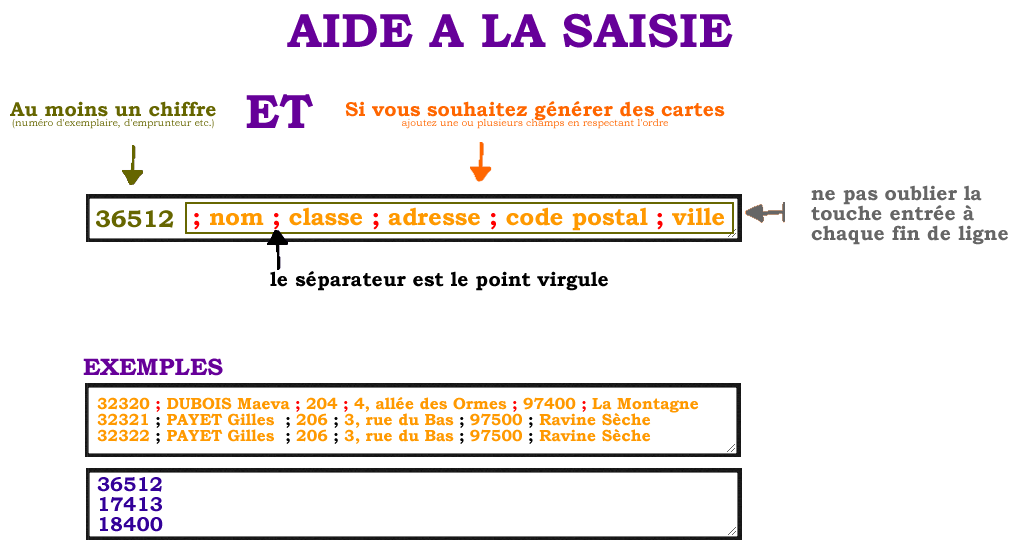 AIDE A LA SAISIE
Au moins un chiffre
(numéro d'exemplaire, d'emprunteur etc.)
ET
Si vous souhaitez générer des cartes
ajoutez une ou plusieurs champs en respectant l'ordre
36512 ; nom ; classe ; adresse ; code postal ; ville
ne pas oublier la
touche entrée à
chaque fin de ligne
le séparateur est le point virgule
EXEMPLES
32320 ; DUBOIS Maeva ; 204 ; 4, allée des Ormes ; 97400 ; La Montagne
32321 ; PAYET Gilles  ; 206 ; 3, rue du Bas ; 97500 ; Ravine Sèche
32322 ; PAYET Gilles  ; 206 ; 3, rue du Bas ; 97500 ; Ravine Sèche
36512
17413
18400